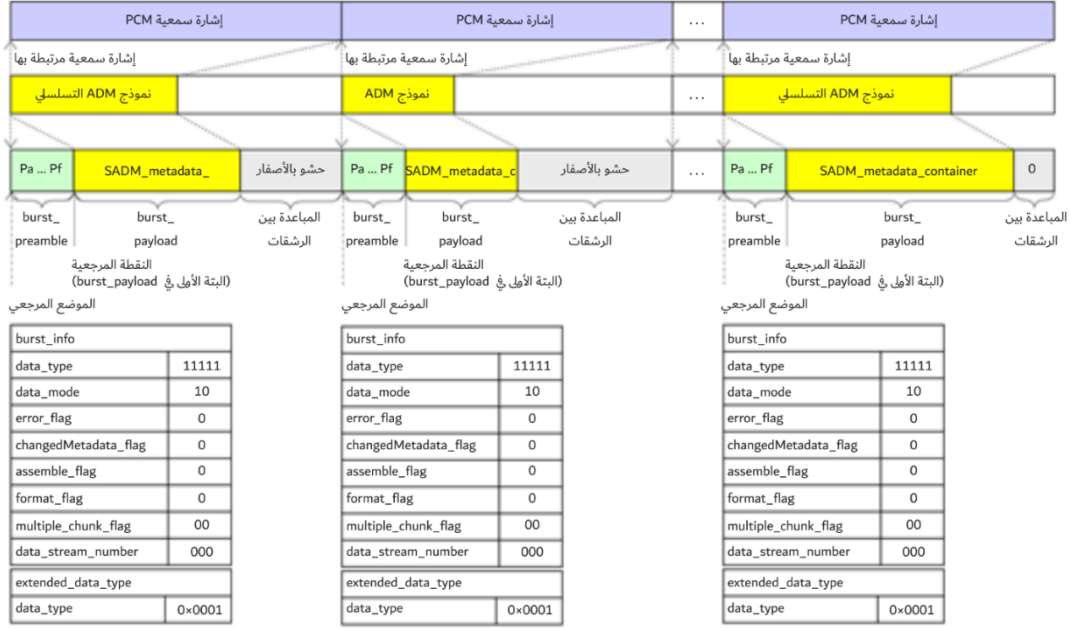 إشارة سمعية PCM إشارة سمعية PCM ... إشارة سمعية PCM
إشارة سمعية مرتبطة بها إشارة سمعية مرتبطة بها إشارة سمعية مرتبطة بها
نموذج ADM التسلسلي نموذج ADM ... نموذج ADM التسلسلي
Pa ... Pf SADM_metadata_ حشو بالأصفار Pa ... Pf SADM_metadata_c حشو بالأصفار ... Pa ... Pf SADM_metadata_container 0
burst_ burst_ المباعدة بين burst_ burst_ المباعدة بين burst_ burst_ المباعدة بين
preamble payload الرشقات preamble payload الرشقات preamble payload الرشقات
النقطة المرجعية النقطة المرجعية النقطة المرجعية
(البتة الأولى في burst_payload) (البتة الأولى في burst_payload) (البتة الأولى في burst_payload)
الموضع المرجعي الموضع المرجعي الموضع المرجعي
burst_info burst_info burst_info
data_type 11111 data_type 11111 data_type 11111
data_mode 10 data_mode 10 data_mode 10
error_flag 0 error_flag 0 error_flag 0
changedMetadata_flag 0 changedMetadata_flag 0 changedMetadata_flag 0
assemble_flag 0 assemble_flag 0 assemble_flag 0
format_flag 0 format_flag 0 format_flag 0
multiple_chunk_flag 00 multiple_chunk_flag 00 multiple_chunk_flag 00
data_stream_number 000 data_stream_number 000 data_stream_number 000
extended_data_type extended_data_type extended_data_type
data_type 0×0001 data_type 0×0001 data_type 0×0001